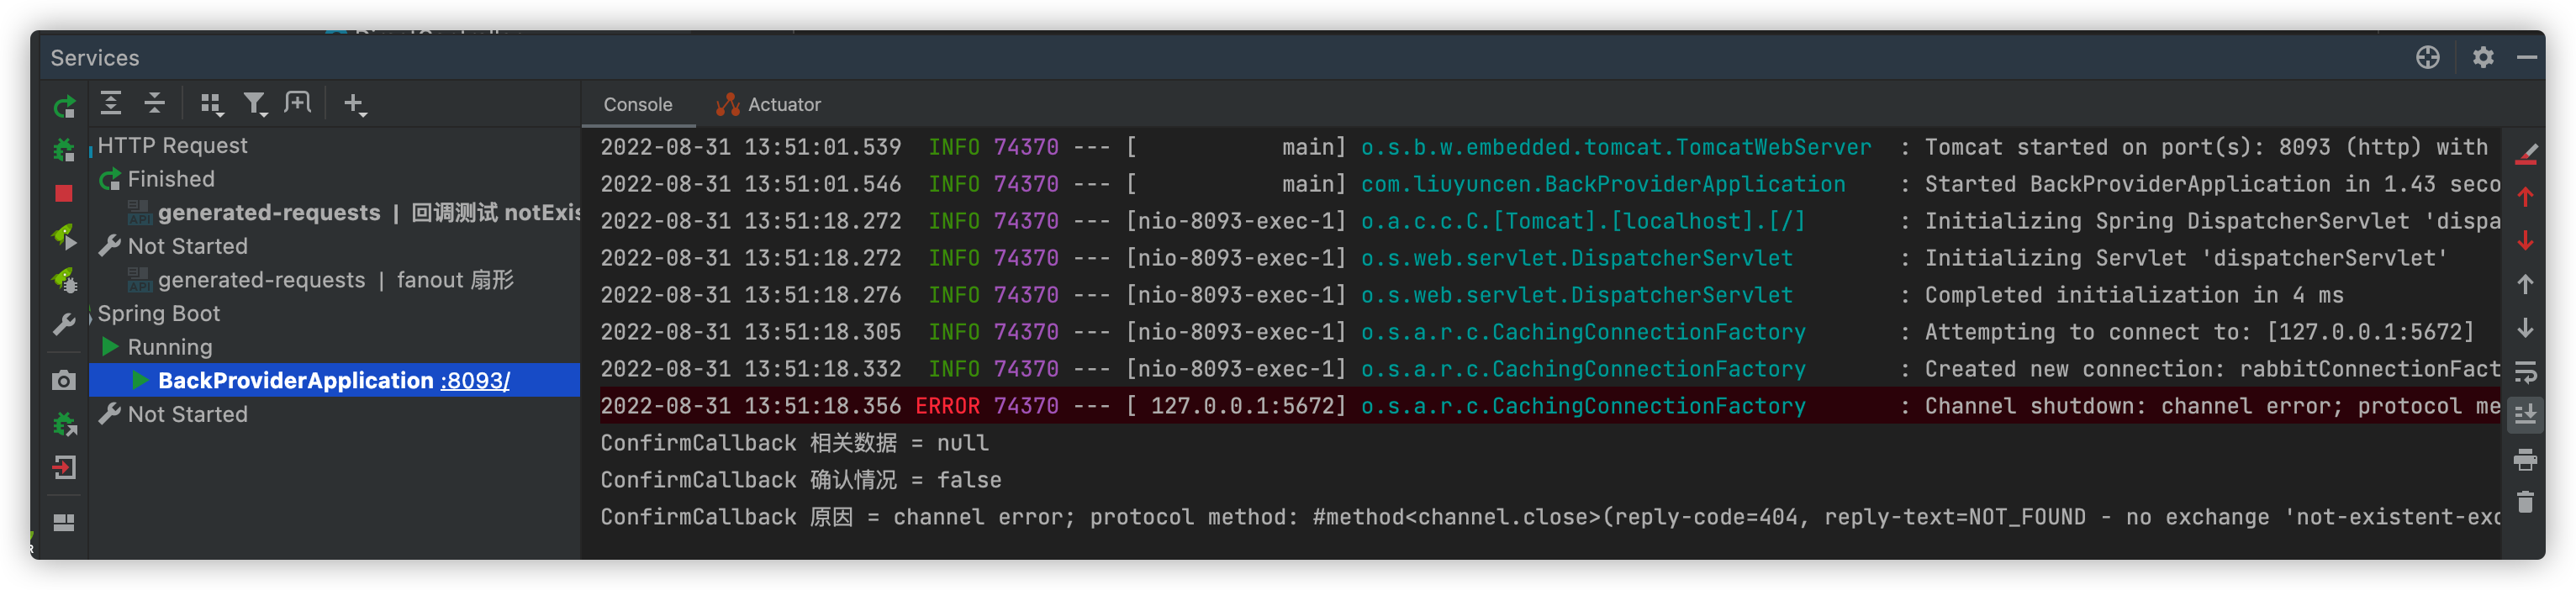 Services
HTTP Request
Finished
generated-requests | 回调测试 notExis
Not Started
generated-requests | fanout 扇形
Spring Boot
Running
BackProviderApplication :8093/
Not Started
Console
Actuator
2022-08-31 13:51:01.539 INFO 74370 --- [           main] o.s.b.w.embedded.tomcat.TomcatWebServer  : Tomcat started on port(s): 8093 (http) with
2022-08-31 13:51:01.546 INFO 74370 --- [           main] com.liuyuncen.BackProviderApplication    : Started BackProviderApplication in 1.43 seco
2022-08-31 13:51:18.272 INFO 74370 --- [nio-8093-exec-1] o.a.c.c.C.[Tomcat].[localhost].[/]       : Initializing Spring DispatcherServlet 'dispa
2022-08-31 13:51:18.272 INFO 74370 --- [nio-8093-exec-1] o.s.web.servlet.DispatcherServlet        : Initializing Servlet 'dispatcherServlet'
2022-08-31 13:51:18.276 INFO 74370 --- [nio-8093-exec-1] o.s.web.servlet.DispatcherServlet        : Completed initialization in 4 ms
2022-08-31 13:51:18.305 INFO 74370 --- [nio-8093-exec-1] o.s.a.r.c.CachingConnectionFactory       : Attempting to connect to: [127.0.0.1:5672]
2022-08-31 13:51:18.332 INFO 74370 --- [nio-8093-exec-1] o.s.a.r.c.CachingConnectionFactory       : Created new connection: rabbitConnectionFact
2022-08-31 13:51:18.356 ERROR 74370 --- [ 127.0.0.1:5672] o.s.a.r.c.CachingConnectionFactory       : Channel shutdown: channel error; protocol me
ConfirmCallback 相关数据 = null
ConfirmCallback 确认情况 = false
ConfirmCallback 原因 = channel error; protocol method: #method<channel.close>(reply-code=404, reply-text=NOT_FOUND - no exchange 'not-existent-exc